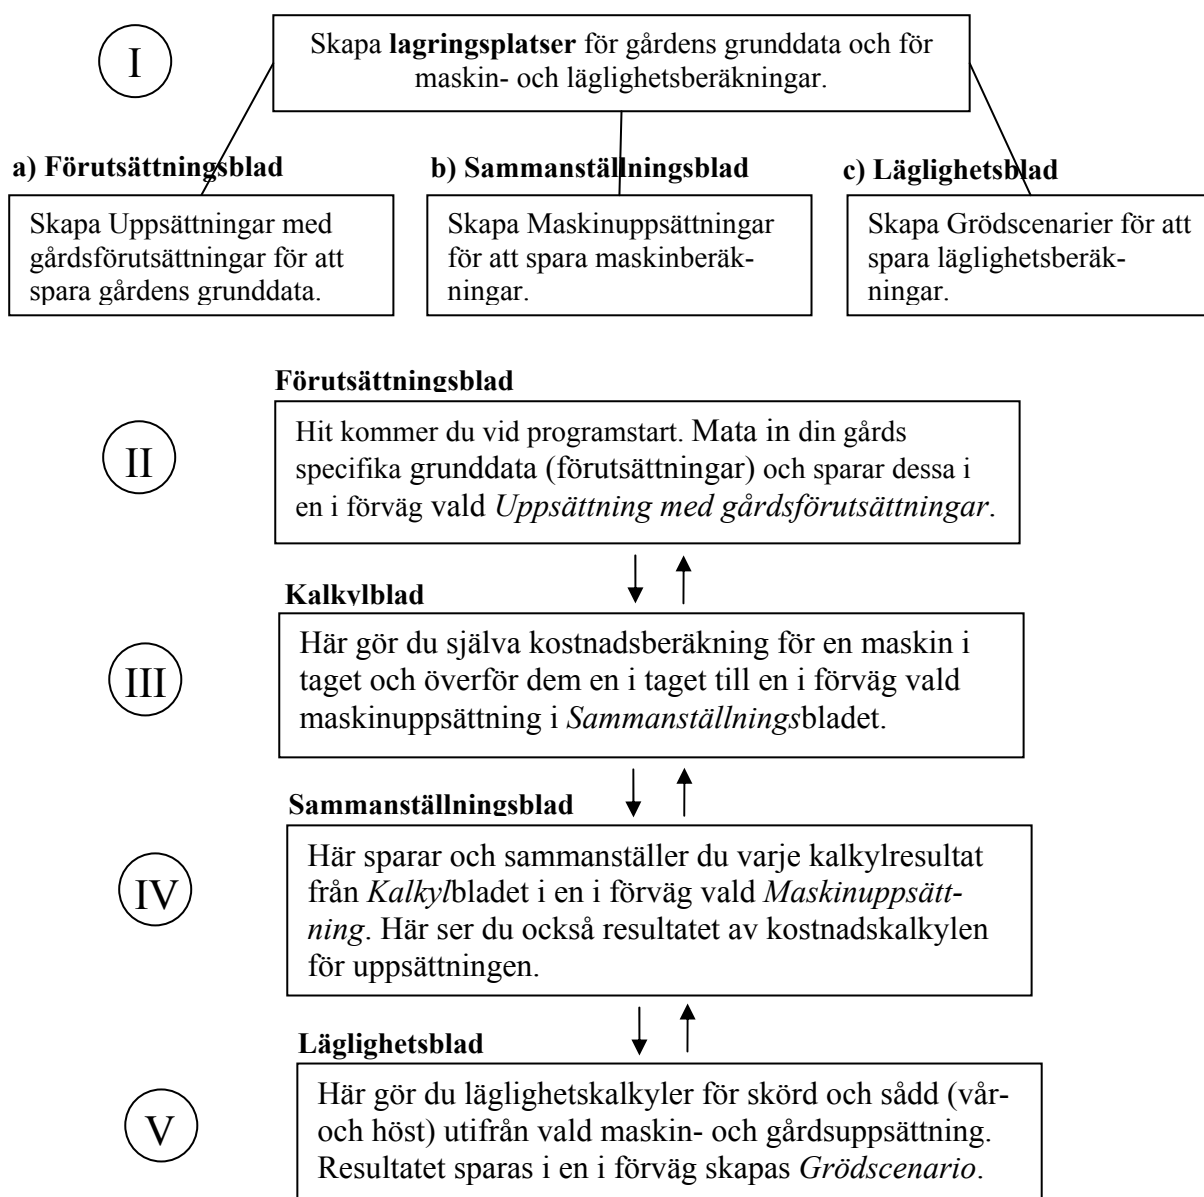 I
Skapa lagringsplatser för gårdens grunddata och för
maskin- och läglighetsberäkningar.
a) Förutsättningsblad
Skapa Uppsättningar med
gårdsförutsättningar för att
spara gårdens grunddata.
b) Sammanställningsblad
Skapa Maskinuppsättningar
för att spara maskinberäk-
ningar.
c) Läglighetsblad
Skapa Grödscenarier för att
spara läglighetsberäk-
ningar.
Förutsättningsblad
II
Hit kommer du vid programstart. Mata in din gårds
specifika grunddata (förutsättningar) och sparar dessa i
en i förväg vald Uppsättning med gårdsförutsättningar.
Kalkylblad
III
Här gör du själva kostnadsberäkning för en maskin i
taget och överför dem en i taget till en i förväg vald
maskinuppsättning i Sammanställningsbladet.
Sammanställningsblad
IV
Här sparar och sammanställer du varje kalkylresultat
från Kalkylbladet i en i förväg vald Maskinuppsätt-
ning. Här ser du också resultatet av kostnadskalkylen
för uppsättningen.
Läglighetsblad
V
Här gör du läglighetskalkyler för skörd och sådd (vår-
och höst) utifrån vald maskin- och gårdsuppsättning.
Resultatet sparas i en i förväg skapas Grödscenario.